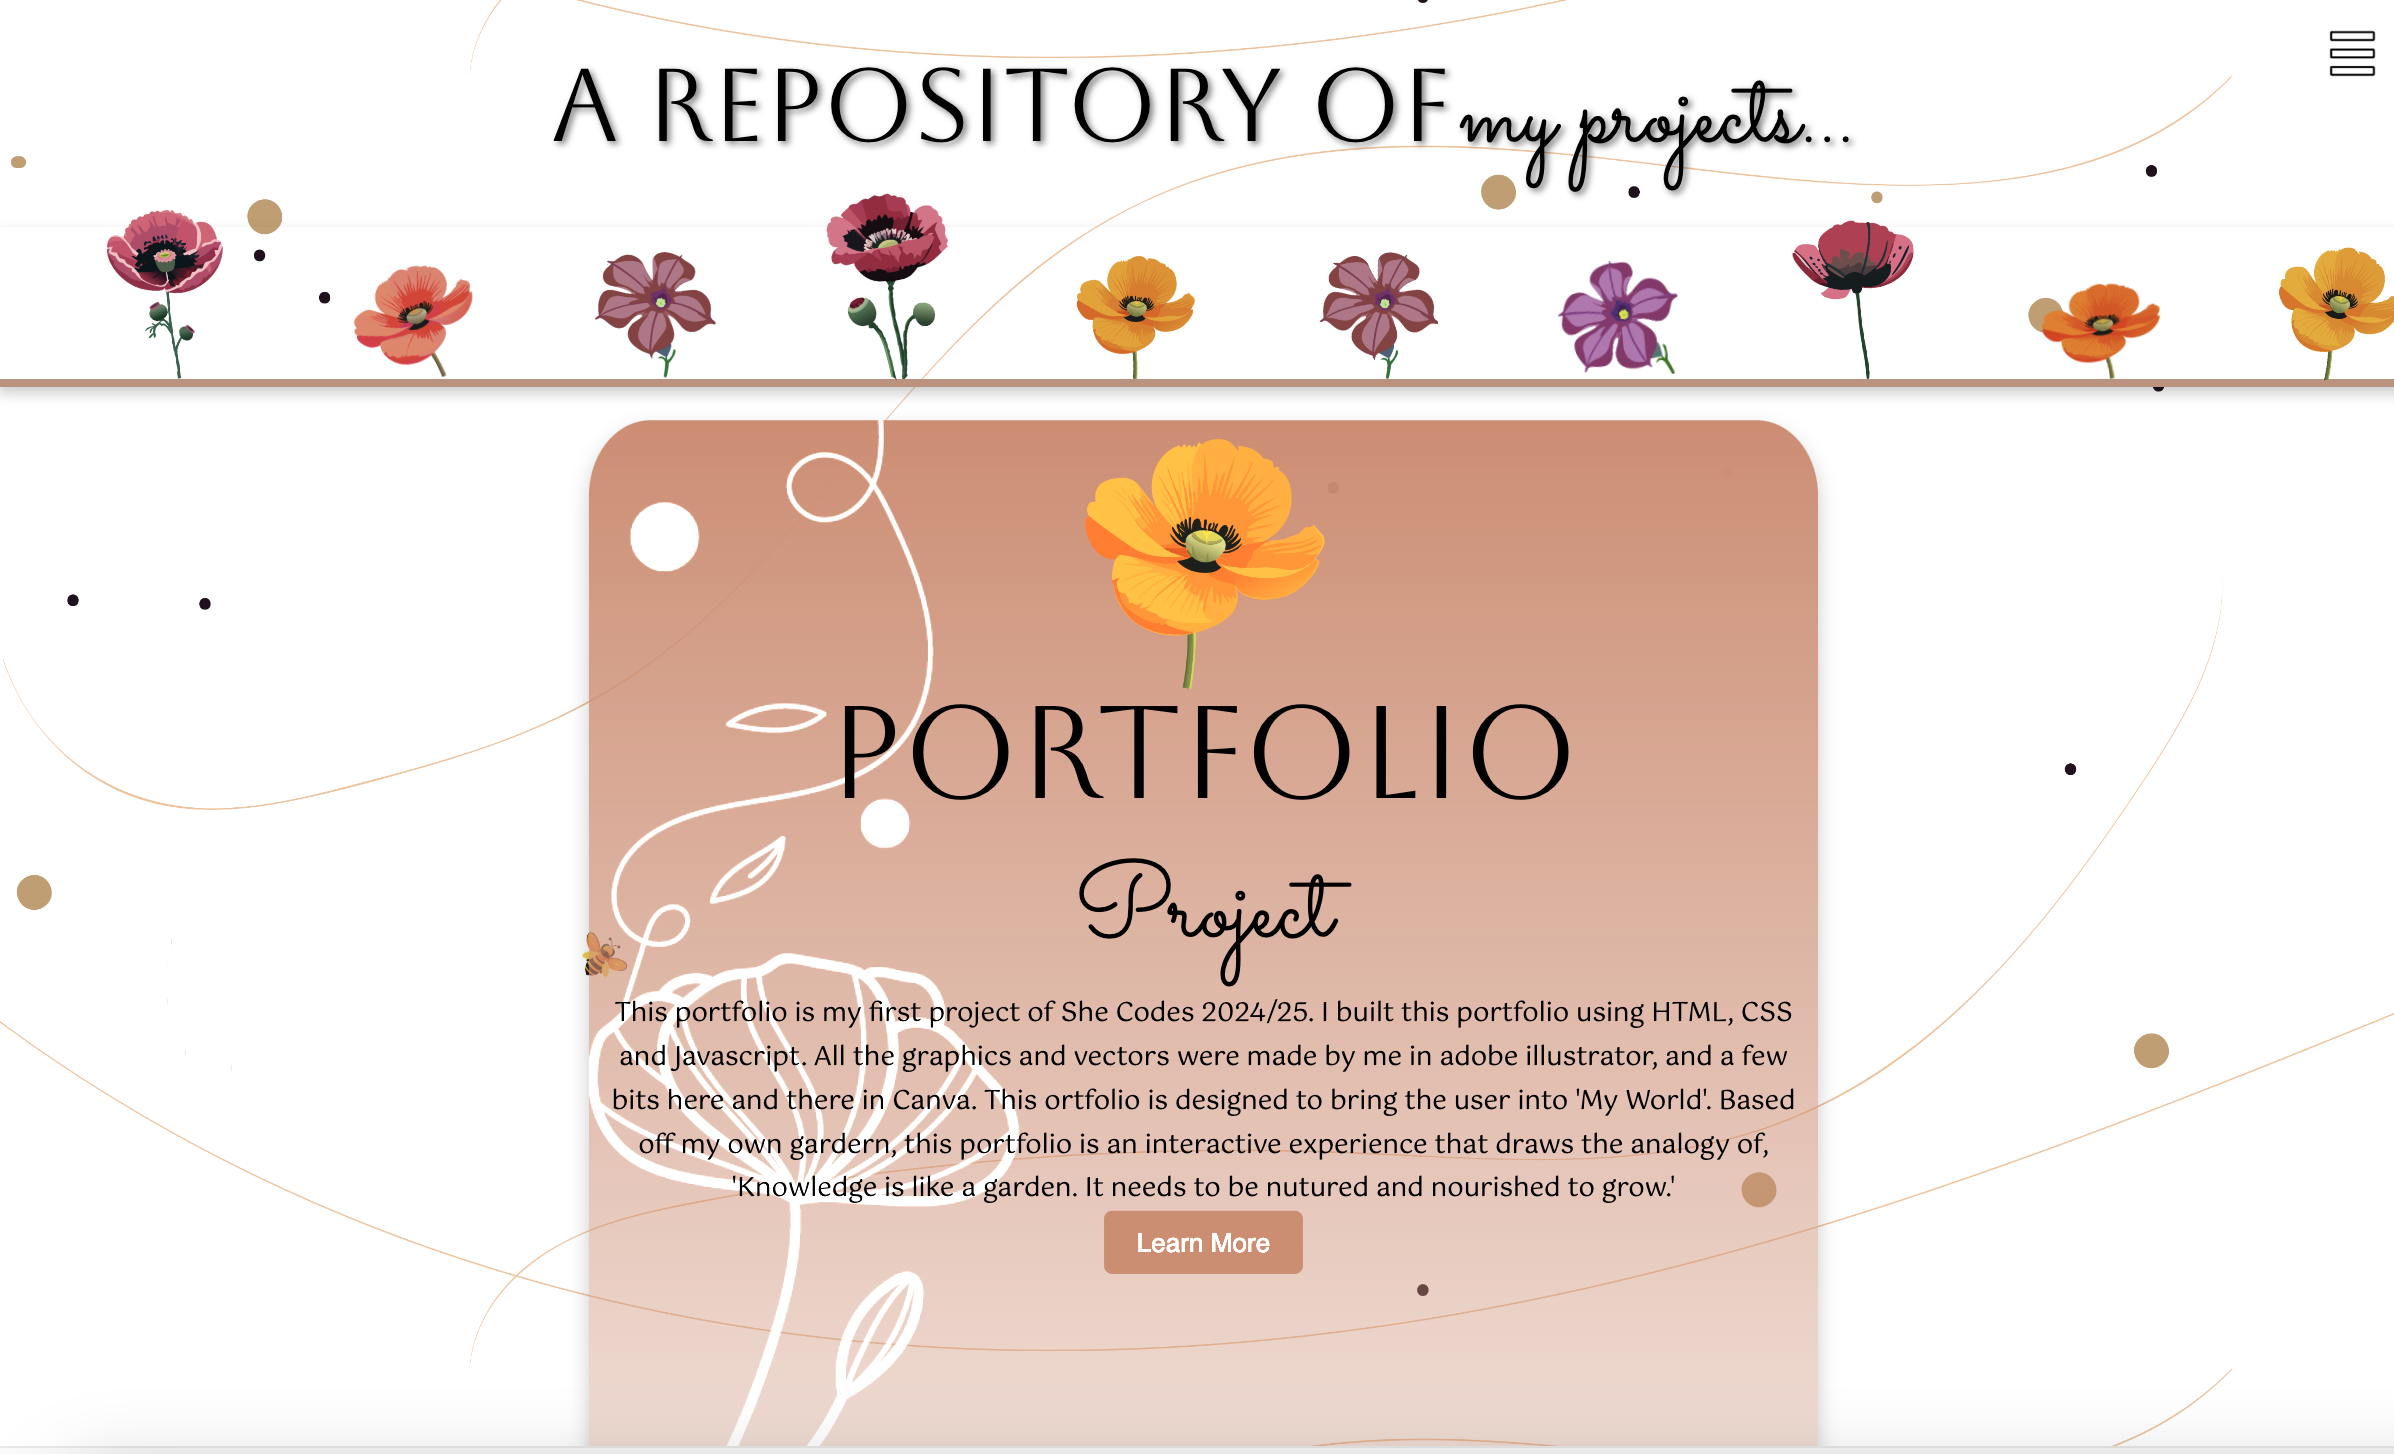 A REPOSITORY OF my projects...
PORTFOLIO
Project
This portfolio is my first project of She Codes 2024/25. I built this portfolio using HTML, CSS
and Javascript. All the graphics and vectors were made by me in adobe illustrator, and a few
bits here and there in Canva. This ortfolio is designed to bring the user into 'My World'. Based
off my own gardern, this portfolio is an interactive experience that draws the analogy of,
'Knowledge is like a garden. It needs to be nutured and nourished to grow.'
Learn More